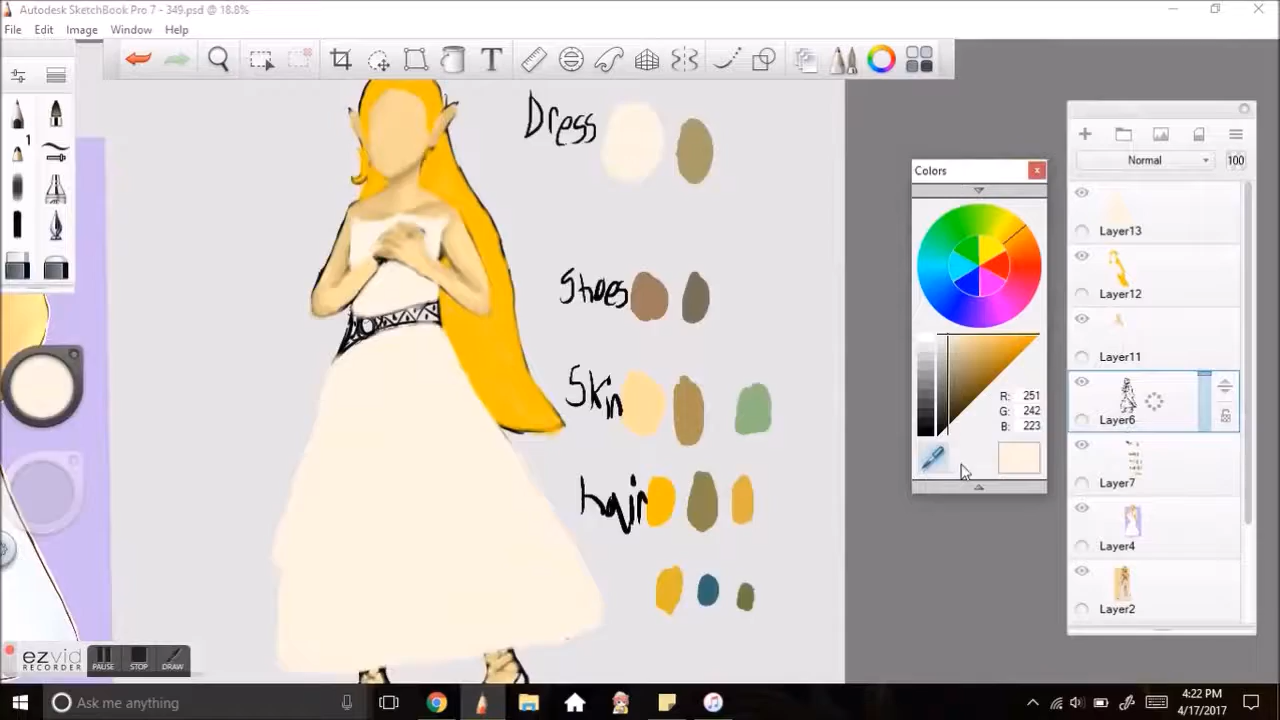 Autodesk SketchBook Pro 7 - 349.psd @ 18.8%
File Edit Image Window Help
T
1
Dress
Shoes
Skin
hair
Colors
R: 251
G: 242
B: 223
Normal 100
Layer13
Layer12
Layer11
Layer6
Layer7
Layer4
Layer2
ezvid
RECORDER
PAUSE STOP DRAW
Ask me anything
4:22 PM
4/17/2017